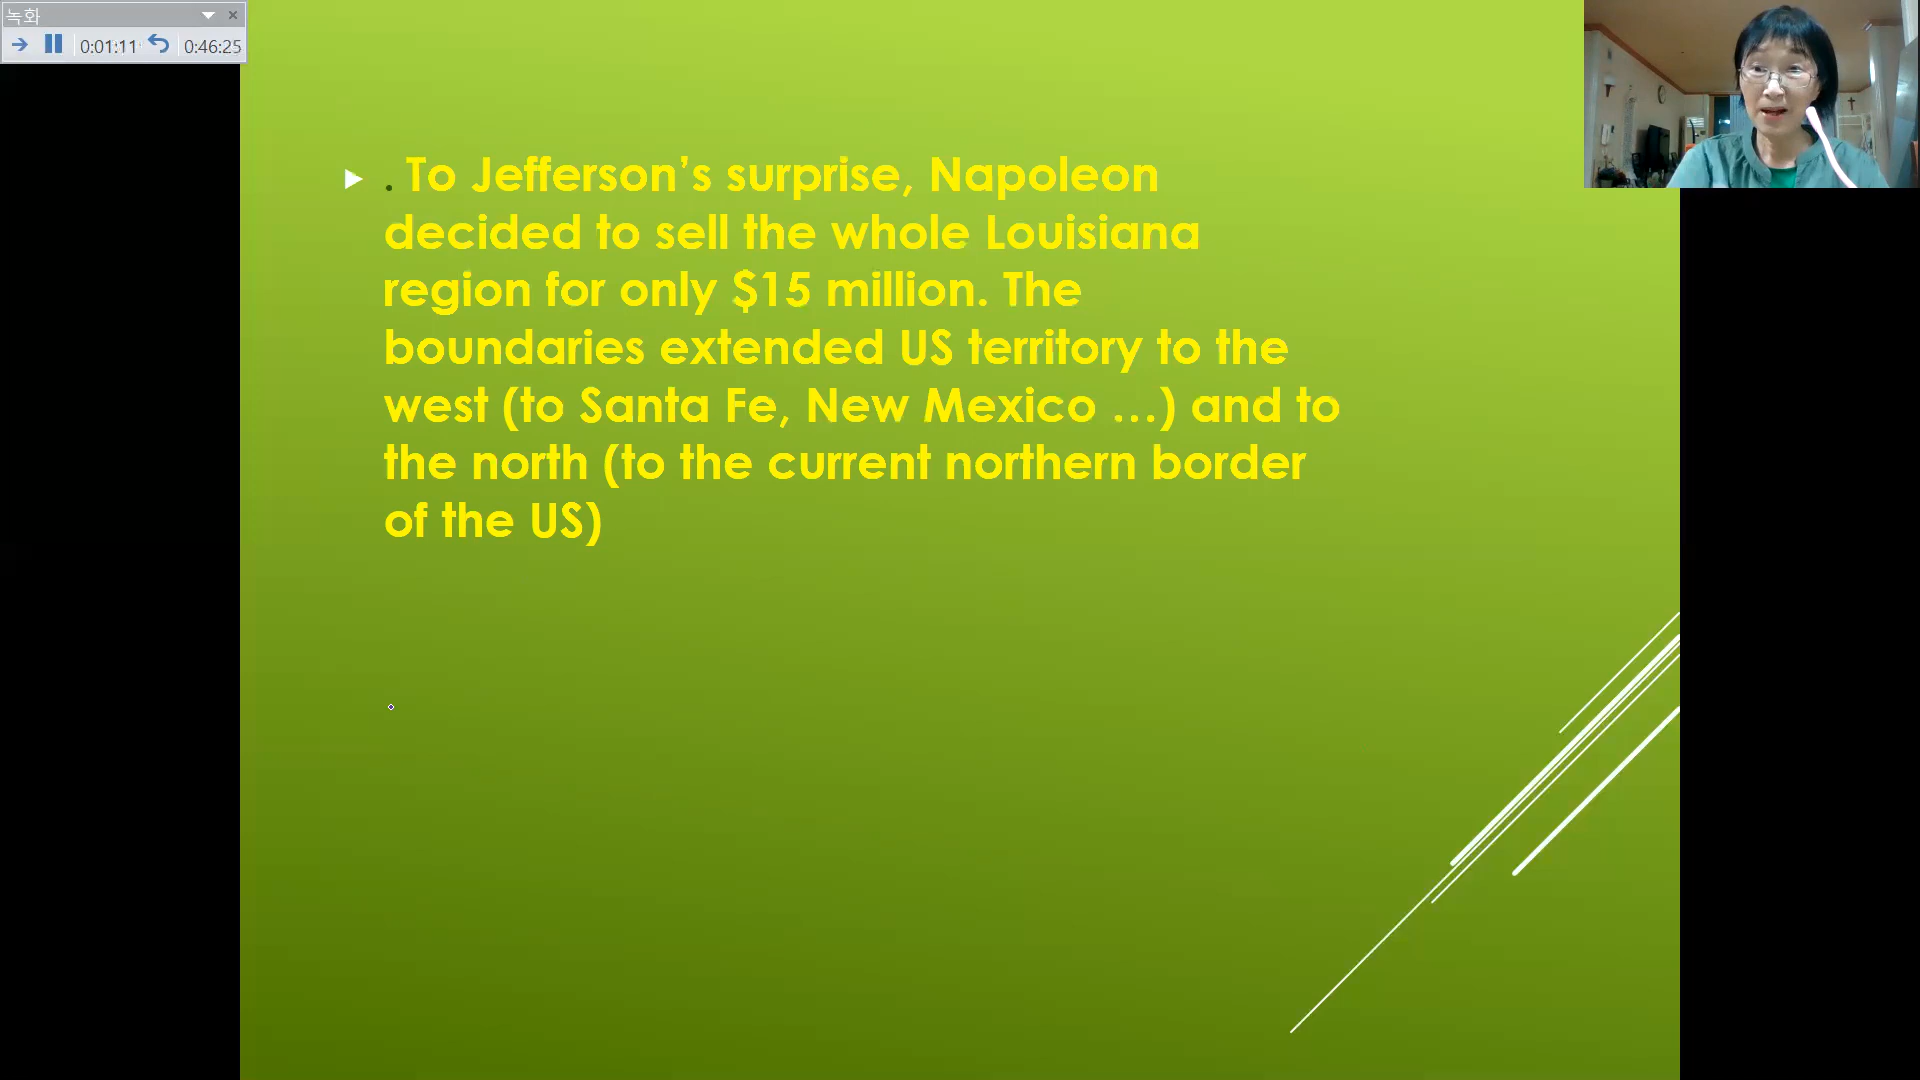 녹화
0:01:11
0:46:25
. To Jefferson’s surprise, Napoleon
decided to sell the whole Louisiana
region for only $15 million. The
boundaries extended US territory to the
west (to Santa Fe, New Mexico …) and to
the north (to the current northern border
of the US)